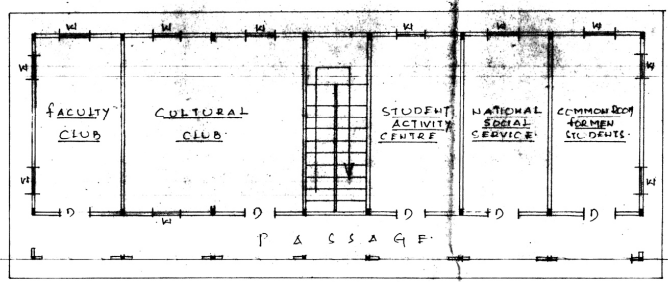 W W W W W W
W W
FACULTY
CLUB
CULTURAL
CLUB.
STUDENT
ACTIVITY
CENTRE
NATIONAL
SOCIAL
SERVICE.
COMMON ROOM
for MEN
STUDENTS.
W W
D W D D D D
PASSAGE.